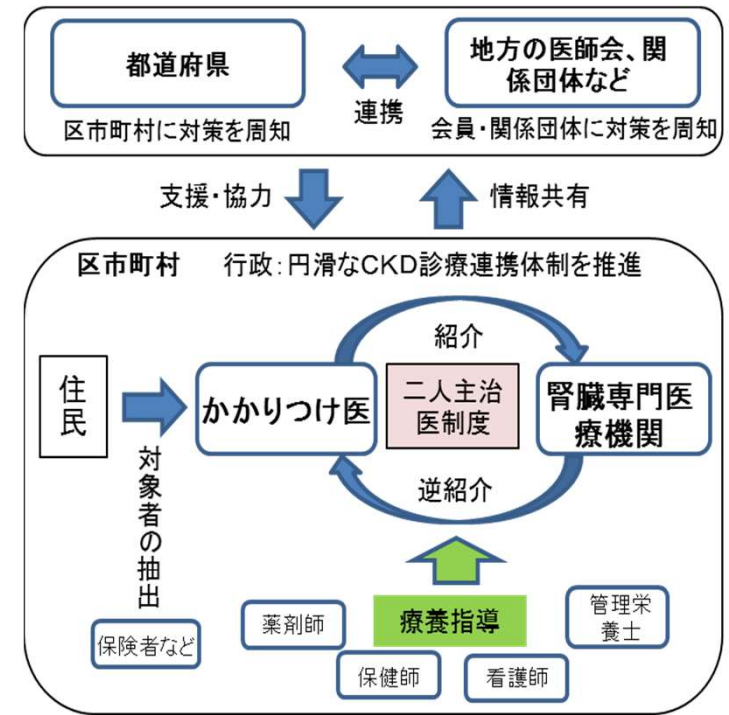 都道府県
地方の医師会、関
係団体など
連携
区市町村に対策を周知
会員・関係団体に対策を周知
支援・協力
情報共有
区市町村
行政：円滑なCKD診療連携体制を推進
住民
対象者の抽出
保険者など
かかりつけ医
紹介
二人主治
医制度
逆紹介
腎臓専門医
療機関
療養指導
薬剤師
保健師
看護師
管理栄
養士